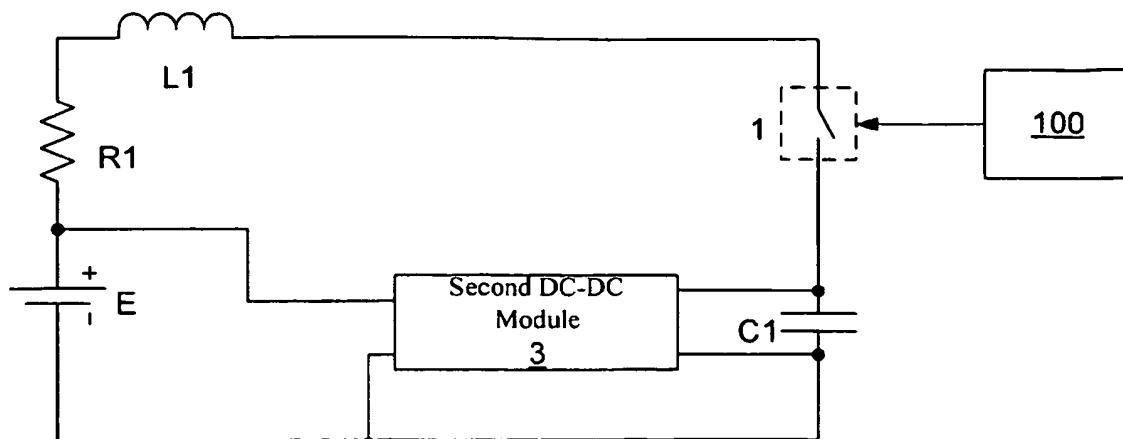 L1
1
100
R1
+
E
Second DC-DC
Module
3
C1